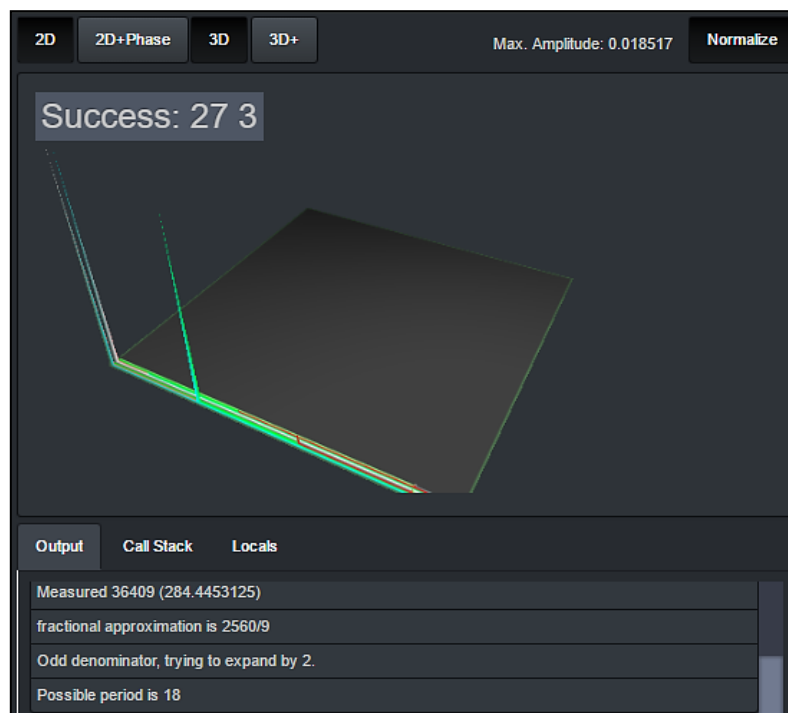 2D 2D+Phase 3D 3D+ Max. Amplitude: 0.018517 Normalize
Success: 27 3
Output Call Stack Locals
Measured 36409 (284.4453125)
fractional approximation is 2560/9
Odd denominator, trying to expand by 2.
Possible period is 18